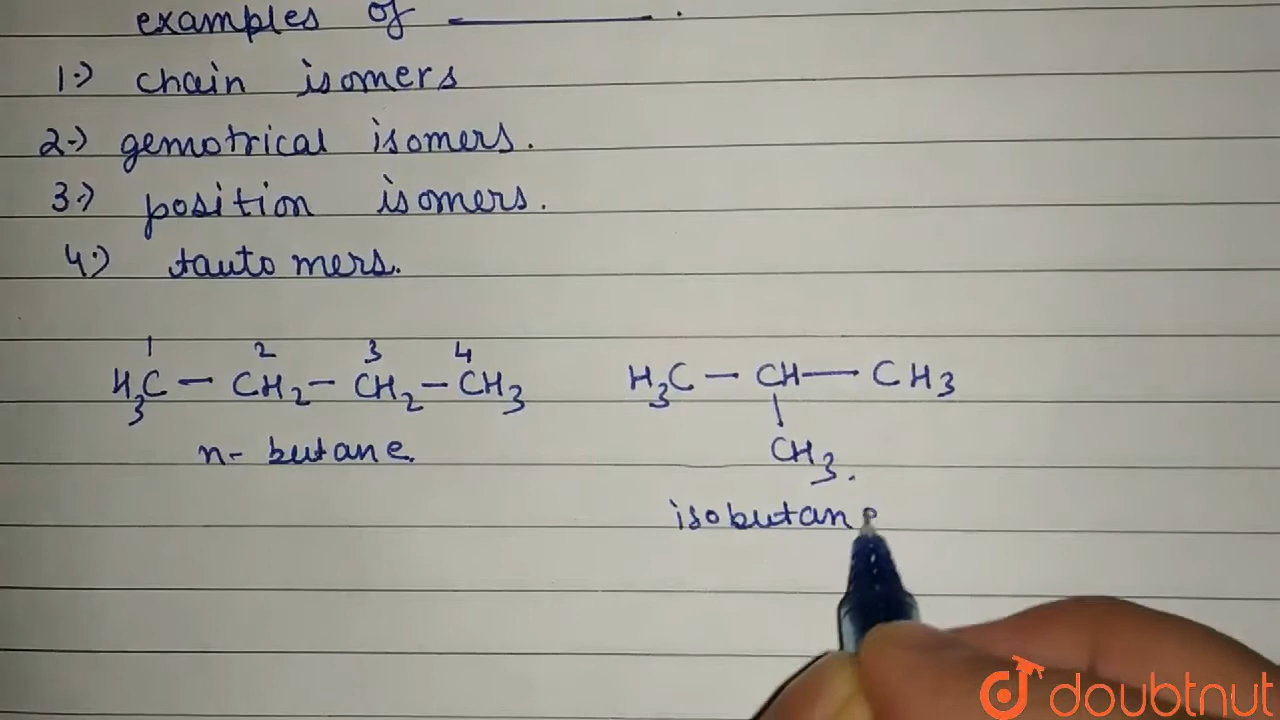 examples of ________.
1.) chain isomers
2.) gemotrical isomers.
3.) position isomers.
4.) tautomers.
1 2 3 4
H3C - CH2 - CH2 - CH3 H3C - CH - CH3
n- butane CH3.
isobutane
doubtnut